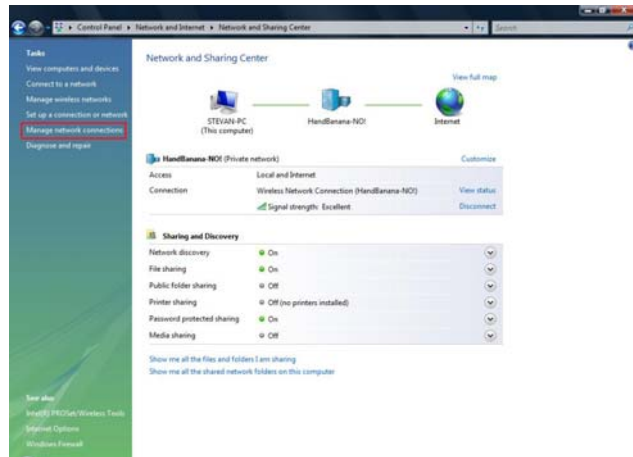 Control Panel ▸ Network and Internet ▸ Network and Sharing Center
Search
Tasks
View computers and devices
Connect to a network
Manage wireless networks
Set up a connection or network
Manage network connections
Diagnose and repair
Network and Sharing Center
View full map
STEVAN-PC
(This computer)
HandBanana-NO!
Internet
HandBanana-NO! (Private network)
Customize
Access
Local and Internet
Connection
Wireless Network Connection (HandBanana-NO!)
View status
Signal strength: Excellent
Disconnect
Sharing and Discovery
Network discovery
On
File sharing
On
Public folder sharing
Off
Printer sharing
Off (no printers installed)
Password protected sharing
On
Media sharing
Off
Show me all the files and folders I am sharing
Show me all the shared network folders on this computer
See also
Intel(R) PROSet/Wireless Tools
Internet Options
Windows Firewall